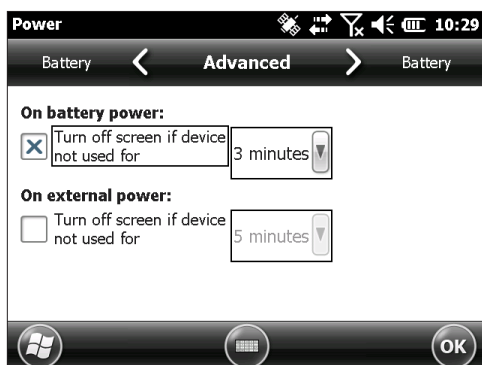 Power 10:29
Battery Advanced Battery
On battery power:
Turn off screen if device
not used for
3 minutes
On external power:
Turn off screen if device
not used for
5 minutes
OK